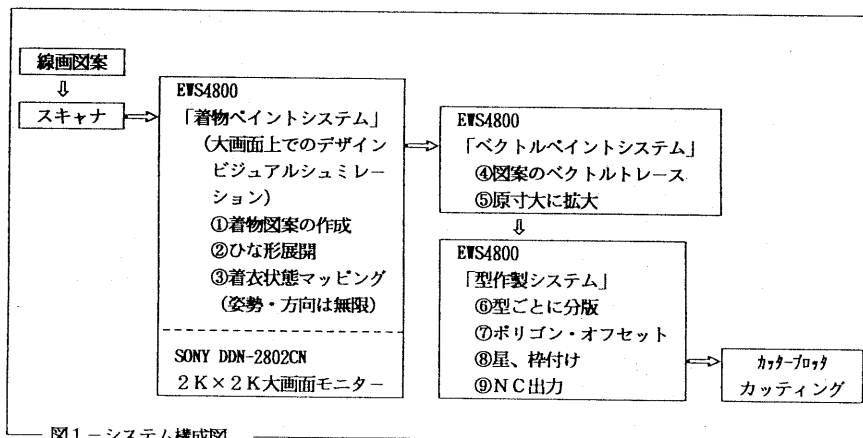 線画図案
⇩
スキャナ
⇨
EWS4800
「着物ペイントシステム」
(大画面上でのデザイン
ビジュアルシュミレー
ション)
①着物図案の作成
②ひな形展開
③着衣状態マッピング
(姿勢・方向は無限)
SONY DDN-2802CN
2K×2K大画面モニター
⇨
EWS4800
「ベクトルペイントシステム」
④図案のベクトルトレース
⑤原寸大に拡大
⇩
EWS4800
「型作製システム」
⑥型ごとに分版
⑦ポリゴン・オフセット
⑧星、枠付け
⑨NC出力
⇨
カッタープロッタ
カッティング
図1-システム構成図